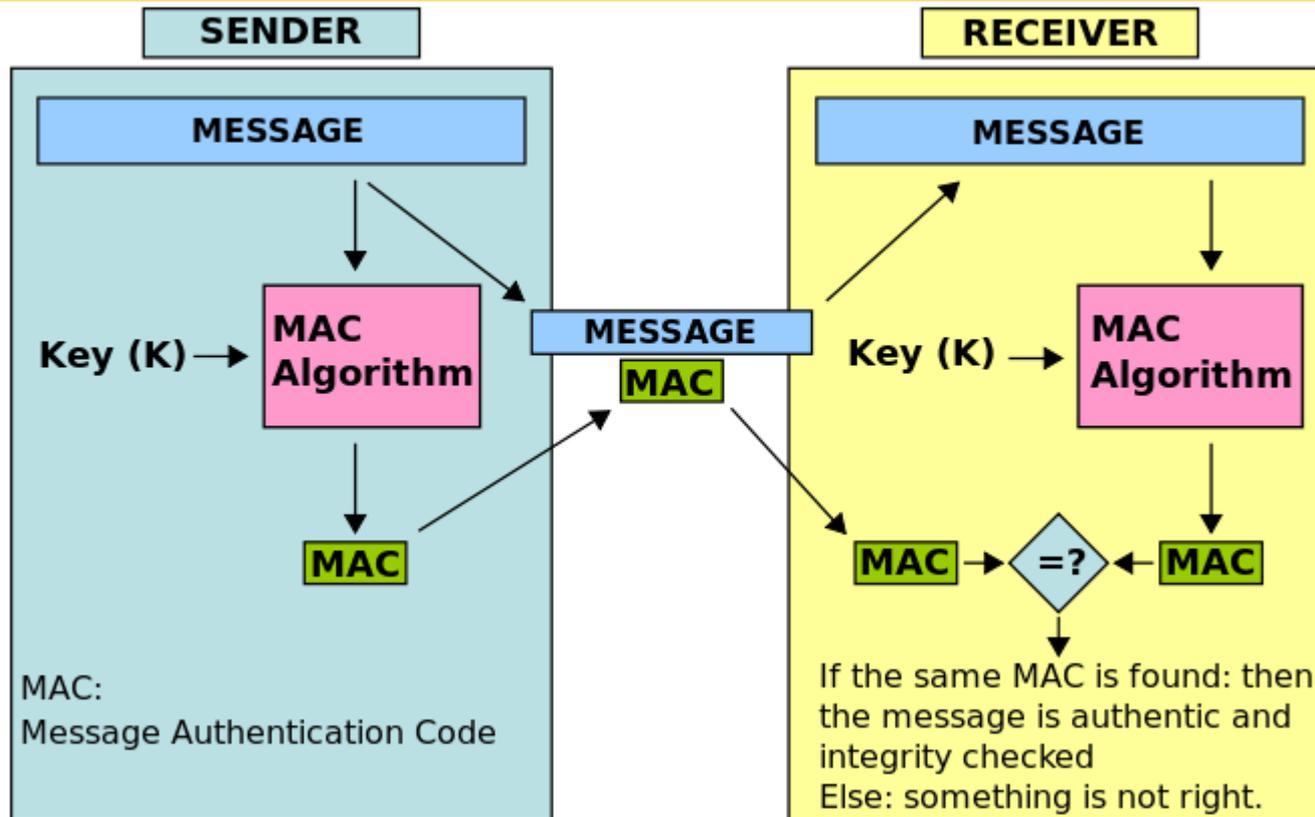 SENDER
RECEIVER
MESSAGE
MESSAGE
Key (K)
MAC
Algorithm
MESSAGE
MAC
Key (K)
MAC
Algorithm
MAC
MAC
=?
MAC
MAC:
Message Authentication Code
If the same MAC is found: then
the message is authentic and
integrity checked
Else: something is not right.